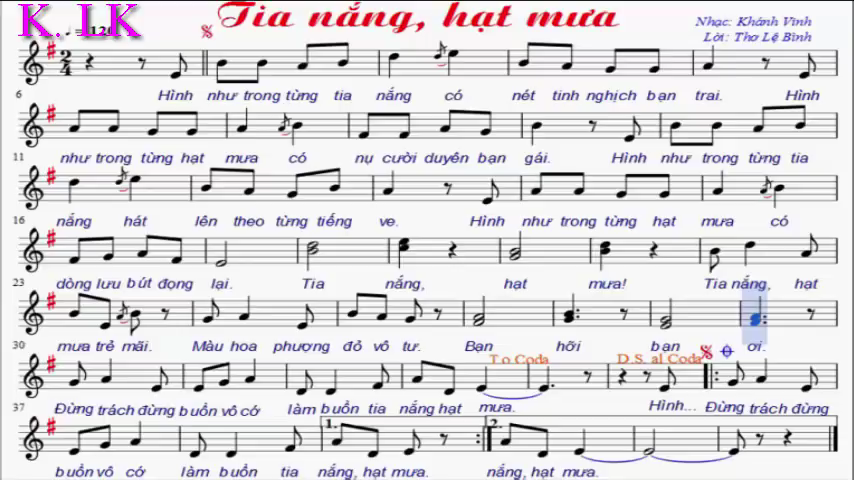 K. LK
Tia nắng, hạt mưa
= 120
Nhạc: Khánh Vinh
Lời: Thơ Lệ Bình
2
4
Hình như trong từng tia nắng có nét tinh nghịch bạn trai. Hình
6
như trong từng hạt mưa có nụ cười duyên bạn gái. Hình như trong từng tia
11
nắng hát lên theo từng tiếng ve. Hình như trong từng hạt mưa có
16
dòng lưu bút đọng lại. Tia nắng, hạt mưa! Tia nắng, hạt
23
mưa trẻ mãi. Màu hoa phượng đỏ vô tư. Bạn hỡi bạn ơi.
30
To Coda
D.S. al Coda
Đừng trách đừng buồn vô cớ làm buồn tia nắng hạt mưa. Hình... Đừng trách đừng
37
1.
2.
buồn vô cớ làm buồn tia nắng, hạt mưa. nắng, hạt mưa.